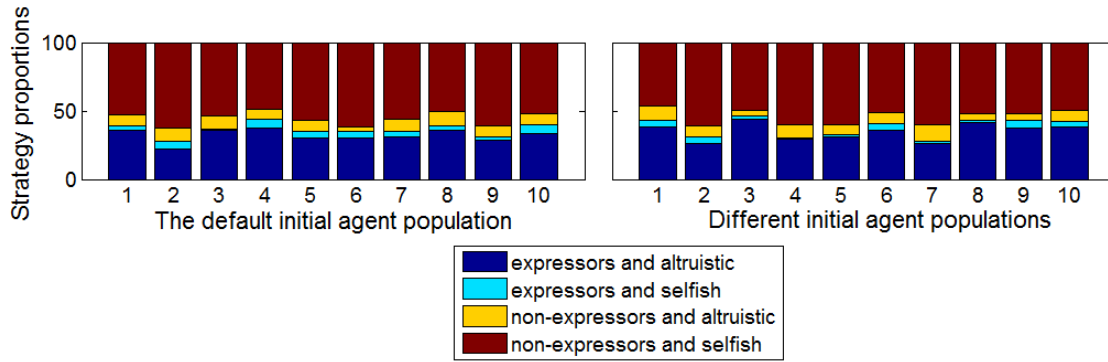 Strategy proportions
100
50
0
1 2 3 4 5 6 7 8 9 10
The default initial agent population
1 2 3 4 5 6 7 8 9 10
Different initial agent populations
expressors and altruistic
expressors and selfish
non-expressors and altruistic
non-expressors and selfish